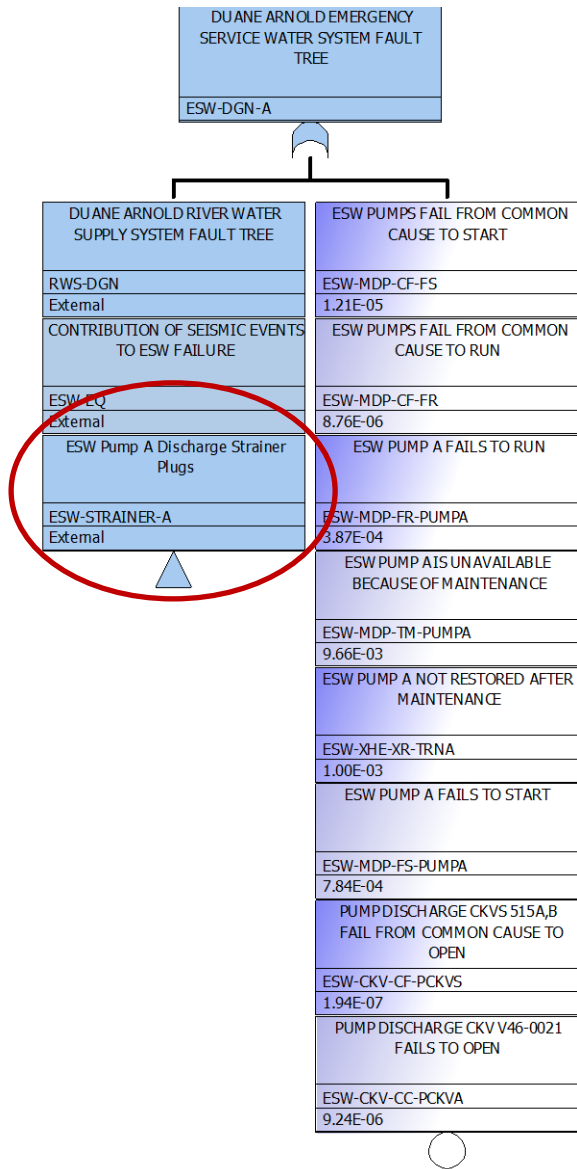 DUANE ARNOLD EMERGENCY
SERVICE WATER SYSTEM FAULT
TREE
ESW-DGN-A
DUANE ARNOLD RIVER WATER
SUPPLY SYSTEM FAULT TREE
RWS-DGN
External
CONTRIBUTION OF SEISMIC EVENTS
TO ESW FAILURE
ESW-EQ
External
ESW Pump A Discharge Strainer
Plugs
ESW-STRAINER-A
External
ESW PUMPS FAIL FROM COMMON
CAUSE TO START
ESW-MDP-CF-FS
1.21E-05
ESW PUMPS FAIL FROM COMMON
CAUSE TO RUN
ESW-MDP-CF-FR
8.76E-06
ESW PUMP A FAILS TO RUN
ESW-MDP-FR-PUMPA
3.87E-04
ESW PUMP A IS UNAVAILABLE
BECAUSE OF MAINTENANCE
ESW-MDP-TM-PUMPA
9.66E-03
ESW PUMP A NOT RESTORED AFTER
MAINTENANCE
ESW-XHE-XR-TRNA
1.00E-03
ESW PUMP A FAILS TO START
ESW-MDP-FS-PUMPA
7.84E-04
PUMP DISCHARGE CKVS 515A,B
FAIL FROM COMMON CAUSE TO
OPEN
ESW-CKV-CF-PCKVS
1.94E-07
PUMP DISCHARGE CKV V46-0021
FAILS TO OPEN
ESW-CKV-CC-PCKVA
9.24E-06